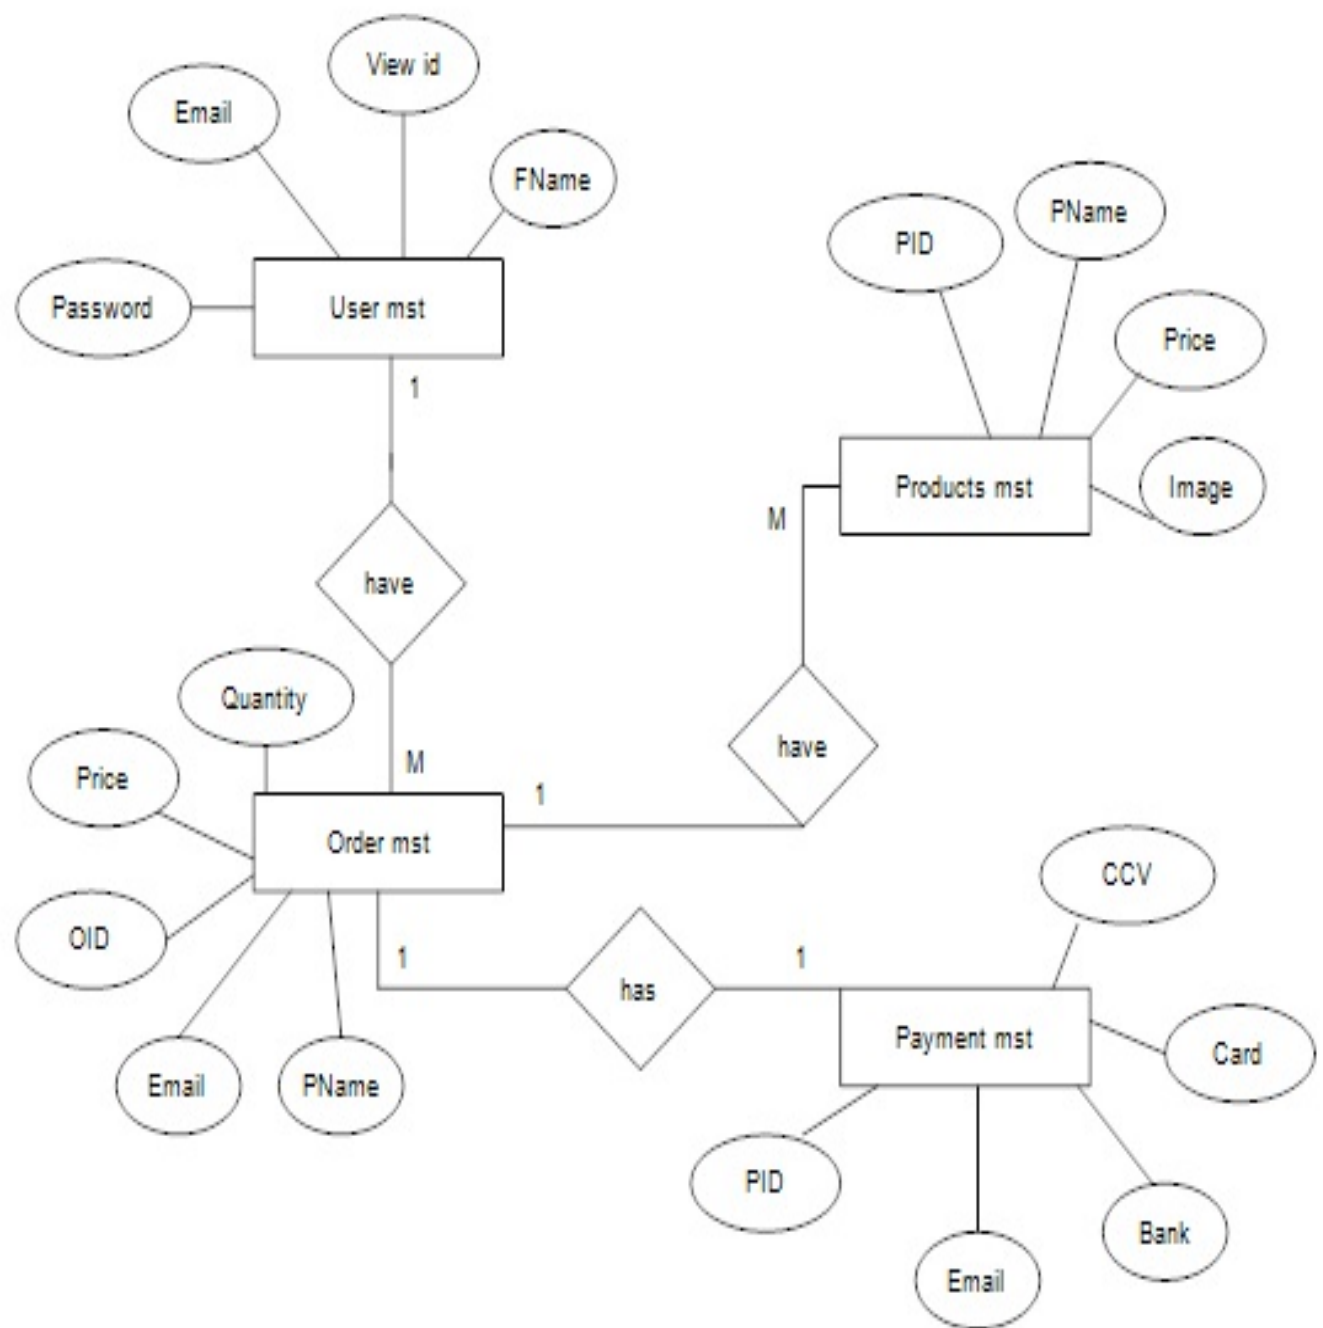 View id
Email
FName
PName
PID
Password
User mst
Price
1
Products mst
Image
M
have
Quantity
have
M
Price
1
Order mst
CCV
OID
1
has
1
Payment mst
Card
Email
PName
PID
Bank
Email